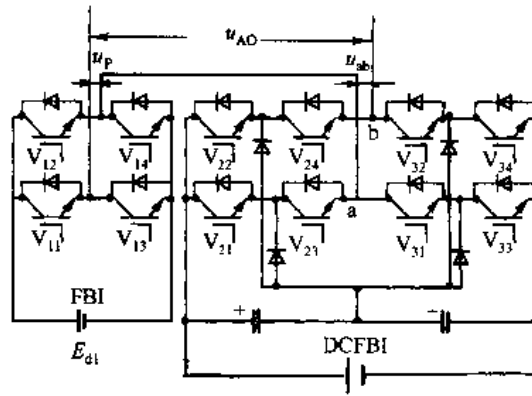 u_AO
u_P
u_ab
b
V12
V14
V22
V24
V32
V34
a
V11
V13
V21
V23
V31
V33
FBI
+
−
E_d1
DCFBI